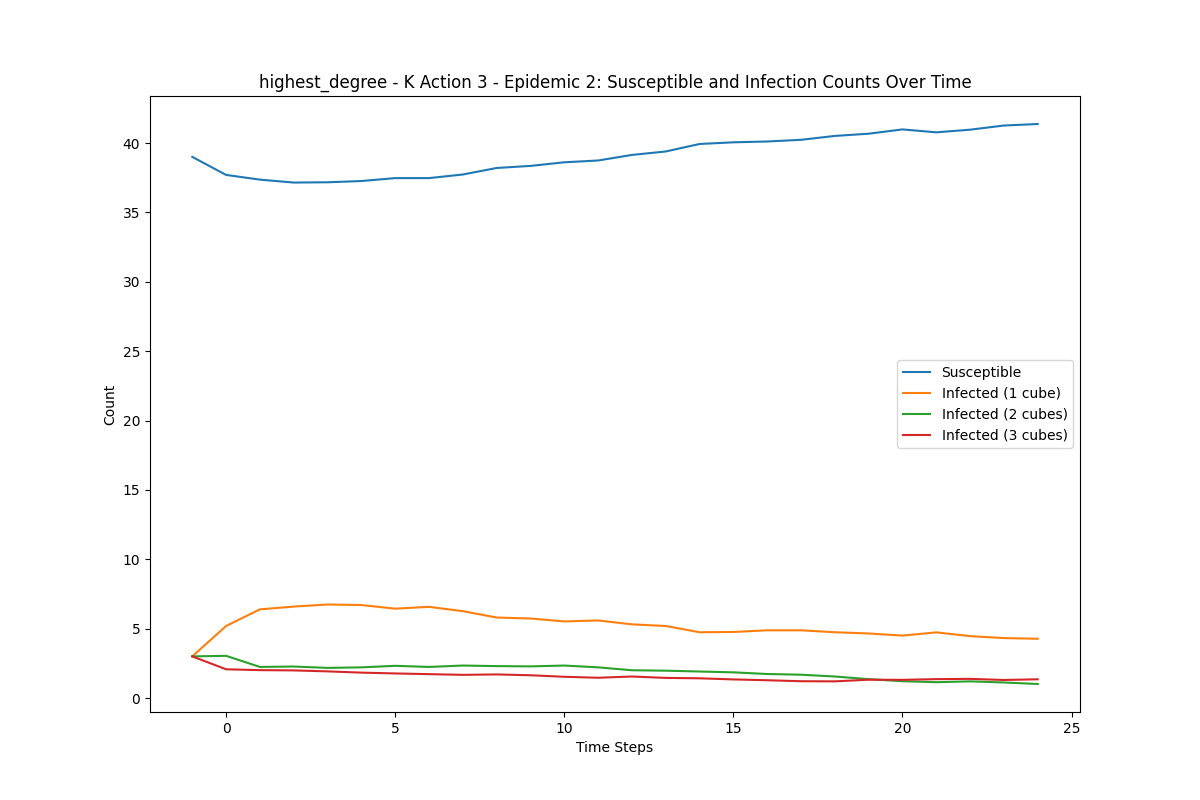 highest_degree - K Action 3 - Epidemic 2: Susceptible and Infection Counts Over Time
40
35
30
25
20
15
10
5
0
Count
Susceptible
Infected (1 cube)
Infected (2 cubes)
Infected (3 cubes)
0 5 10 15 20 25
Time Steps